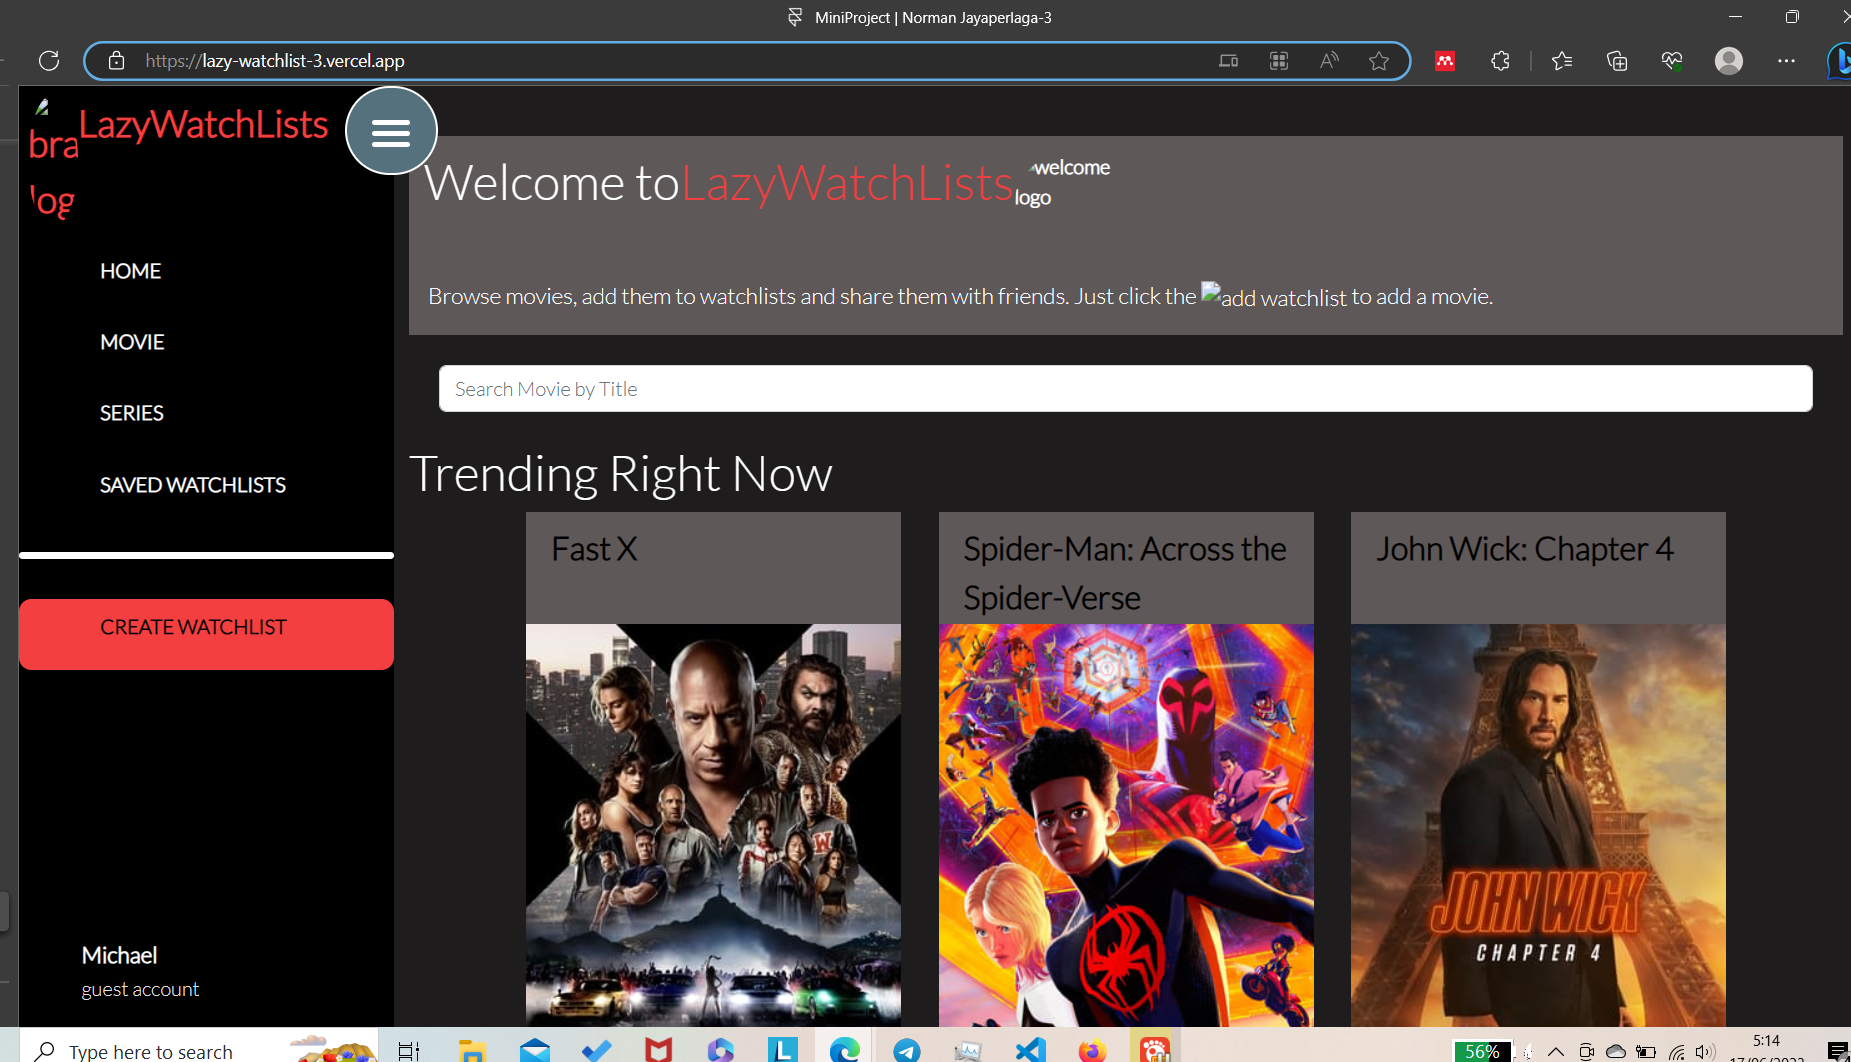 MiniProject | Norman Jayaperlaga-3
https://lazy-watchlist-3.vercel.app
bra
log
LazyWatchLists
HOME
MOVIE
SERIES
SAVED WATCHLISTS
CREATE WATCHLIST
Michael
guest account
Welcome toLazyWatchLists welcome
logo
Browse movies, add them to watchlists and share them with friends. Just click the add watchlist to add a movie.
Search Movie by Title
Trending Right Now
Fast X
Spider-Man: Across the
Spider-Verse
John Wick: Chapter 4
W
JOHN WICK
CHAPTER 4
Type here to search
56%
5:14